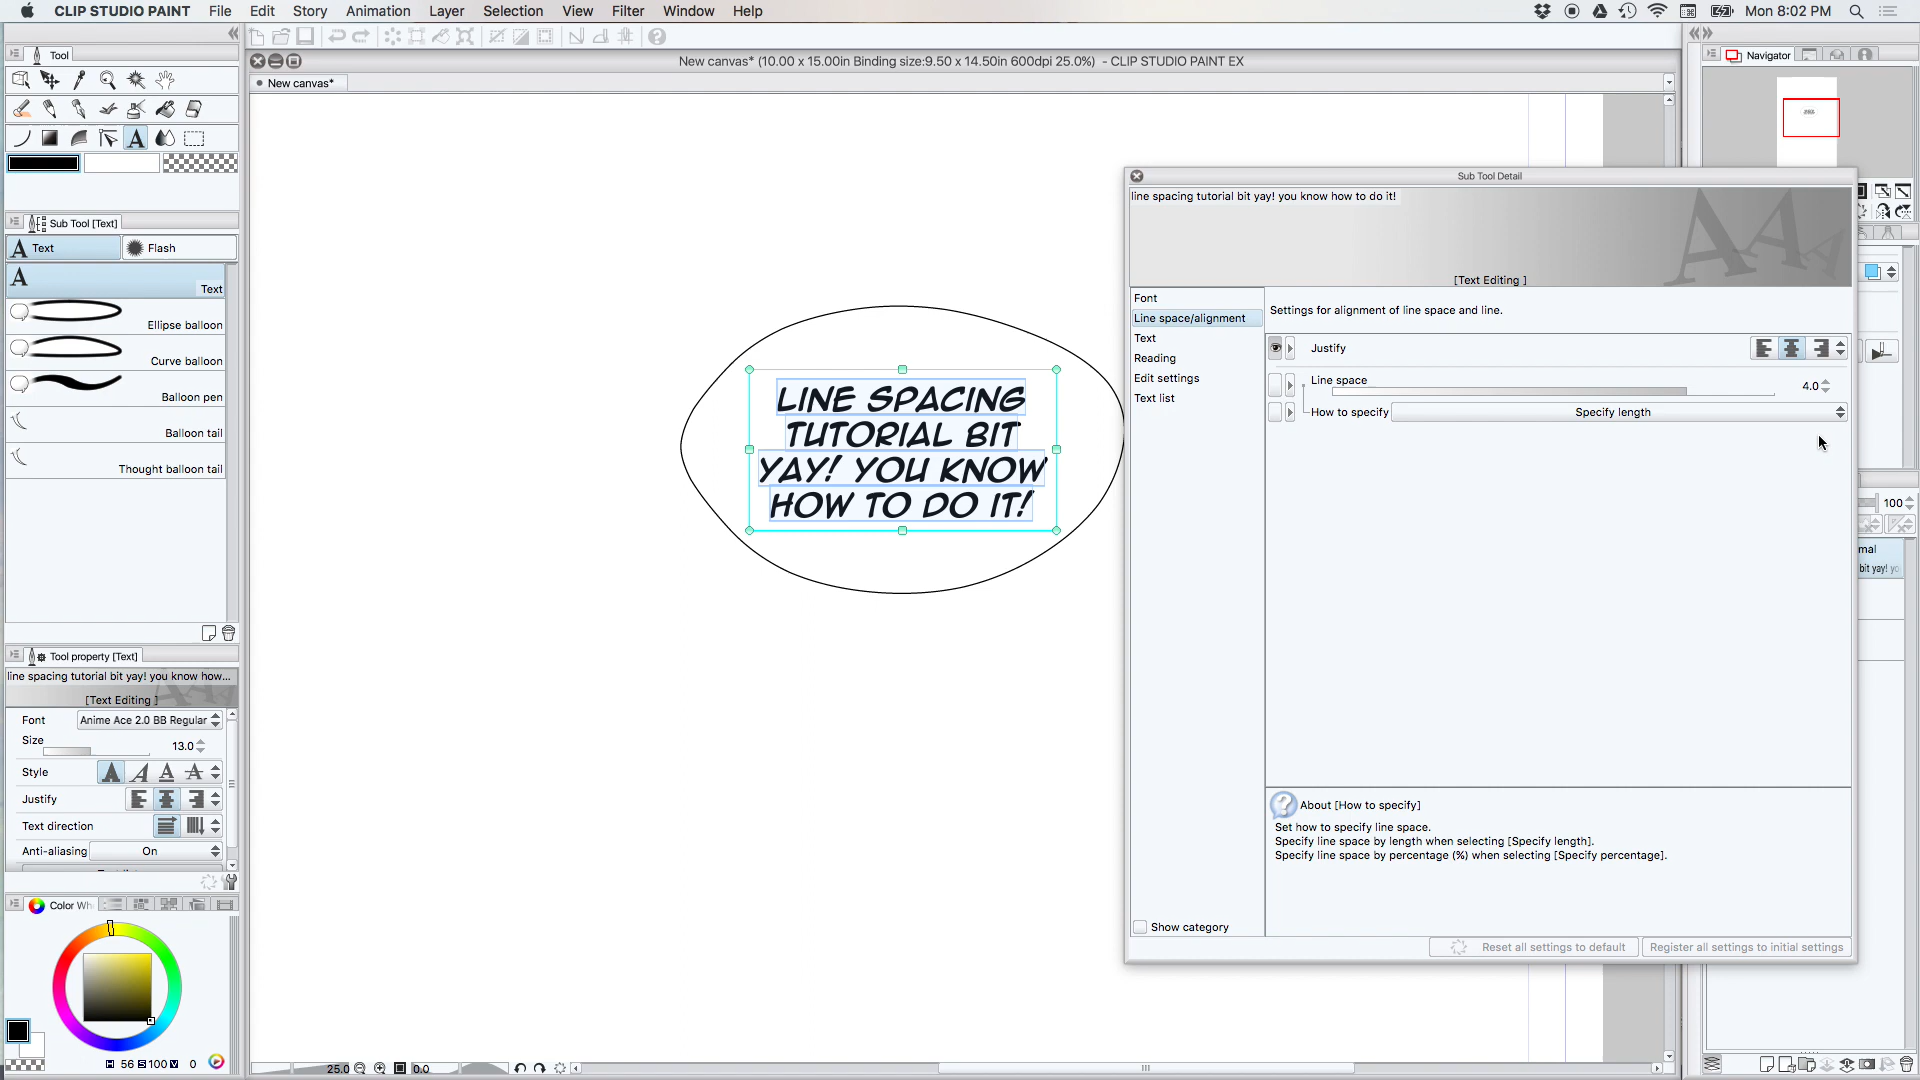 CLIP STUDIO PAINT File Edit Story Animation Layer Selection View Filter Window Help Mon 8:02 PM
Tool
New canvas* (10.00 x 15.00in Binding size:9.50 x 14.50in 600dpi 25.0%) - CLIP STUDIO PAINT EX
Navigator
New canvas*
Sub Tool [Text]
Text Flash
Text
Ellipse balloon
Curve balloon
Balloon pen
Balloon tail
Thought balloon tail
Tool property [Text]
line spacing tutorial bit yay! you know how...
[Text Editing ]
Font Anime Ace 2.0 BB Regular
Size 13.0
Style
Justify
Text direction
Anti-aliasing On
Color Wh
56 S 100 V 0
LINE SPACING
TUTORIAL BIT
YAY! YOU KNOW
HOW TO DO IT!
25.0 0.0
Sub Tool Detail
line spacing tutorial bit yay! you know how to do it!
[Text Editing ]
Font
Line space/alignment
Text
Reading
Edit settings
Text list
Show category
Settings for alignment of line space and line.
Justify
Line space 4.0
How to specify Specify length
About [How to specify]
Set how to specify line space.
Specify line space by length when selecting [Specify length].
Specify line space by percentage (%) when selecting [Specify percentage].
Reset all settings to default Register all settings to initial settings
100
mal
bit yay! yo